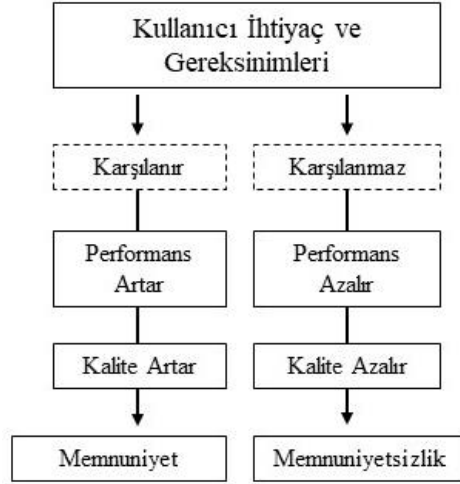 Kullanıcı İhtiyaç ve
Gereksinimleri
Karşılanır
Karşılanmaz
Performans
Artar
Performans
Azalır
Kalite Artar
Kalite Azalır
Memnuniyet
Memnuniyetsizlik